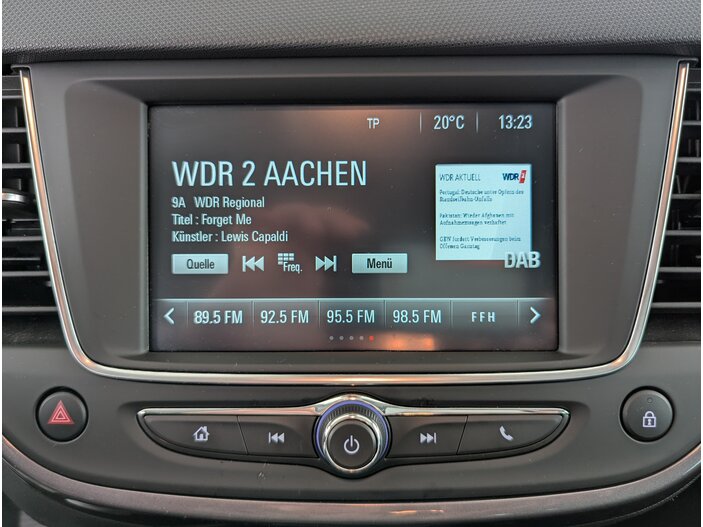 TP 20°C 13:23
WDR 2 AACHEN
9A WDR Regional
Titel : Forget Me
Künstler : Lewis Capaldi
WDR AKTUELL WDR 2
Portugal: Deutsche unter Opfern des
Standseilbahn-Unfalls
Pakistan: Wieder Afghanen mit
Aufnahmezusagen verhaftet
GEW fordert Verbesserungen beim
Offenen Ganztag
DAB
Quelle Freq. Menü
89.5 FM 92.5 FM 95.5 FM 98.5 FM FFH